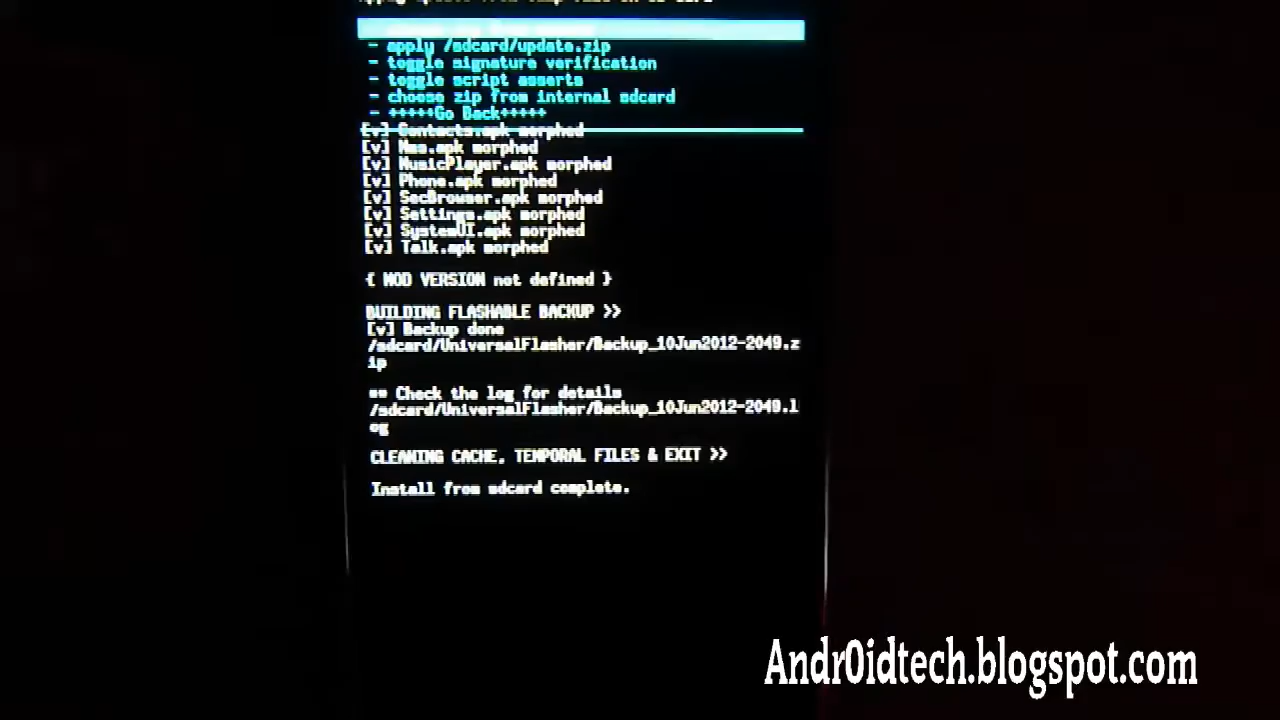 - apply /sdcard/update.zip
- toggle signature verification
- toggle script asserts
- choose zip from internal sdcard
- +++++Go Back+++++
[v] Contacts.apk morphed
[v] Mms.apk morphed
[v] MusicPlayer.apk morphed
[v] Phone.apk morphed
[v] SecBrowser.apk morphed
[v] Settings.apk morphed
[v] SystemUI.apk morphed
[v] Talk.apk morphed
{ MOD VERSION not defined }
BUILDING FLASHABLE BACKUP >>
[v] Backup done
/sdcard/UniversalFlasher/Backup_10Jun2012-2049.z
ip
** Check the log for details
/sdcard/UniversalFlasher/Backup_10Jun2012-2049.l
og
CLEANING CACHE, TEMPORAL FILES & EXIT >>
Install from sdcard complete.
Andr0idtech.blogspot.com